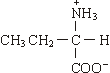 +
NH₃
CH₃CH₂—C—H
COO⁻